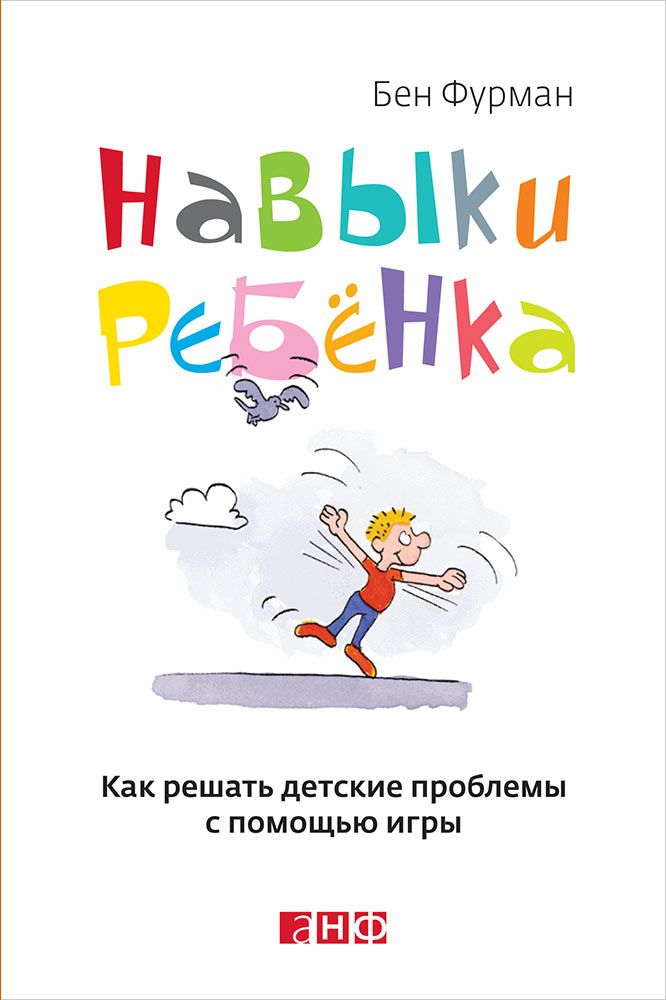 Бен Фурман
Навыки
Ребёнка
Как решать детские проблемы
с помощью игры
анф